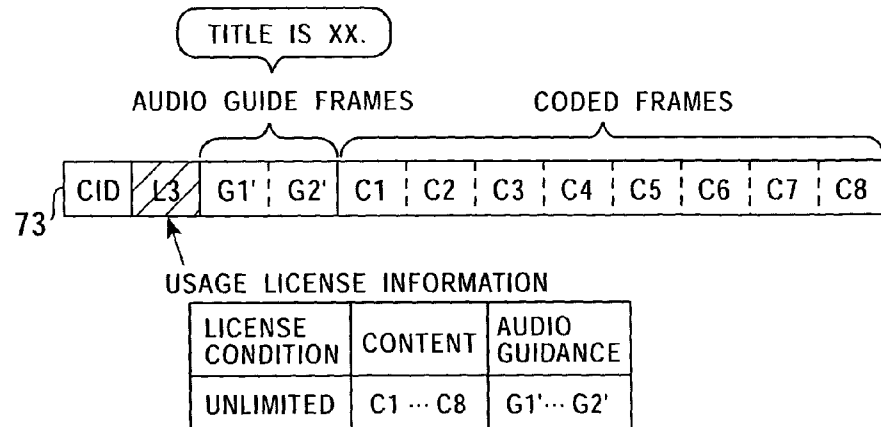 TITLE IS XX.
AUDIO GUIDE FRAMES CODED FRAMES
73 CID L3 G1' G2' C1 C2 C3 C4 C5 C6 C7 C8
USAGE LICENSE INFORMATION
LICENSE CONDITION CONTENT AUDIO GUIDANCE
UNLIMITED C1 ··· C8 G1'··· G2'